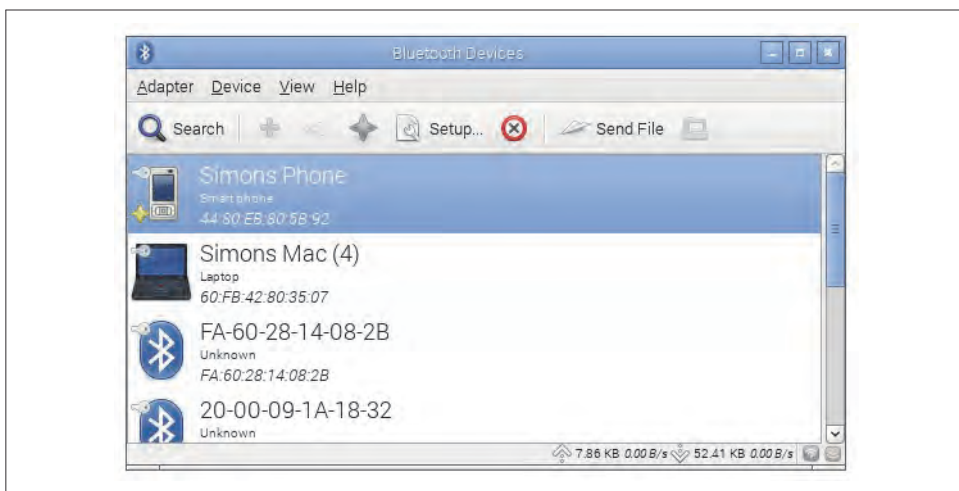 Bluetooth Devices
Adapter Device View Help
Search Setup... Send File
Simons Phone
Smart phone
44:80:EB:80:5B:92
Simons Mac (4)
Laptop
60:FB:42:80:35:07
FA-60-28-14-08-2B
Unknown
FA:60:28:14:08:2B
20-00-09-1A-18-32
Unknown
7.86 KB 0.00 B/s 52.41 KB 0.00 B/s